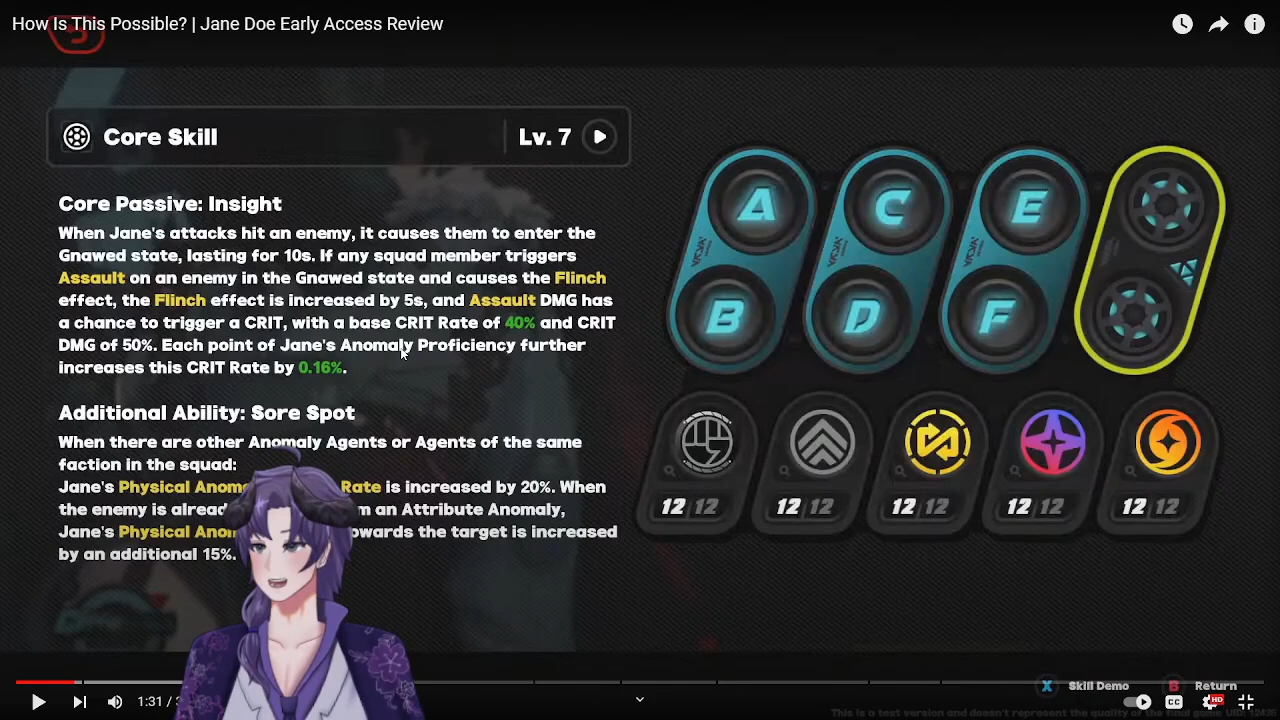 How Is This Possible? | Jane Doe Early Access Review
Core Skill
Lv. 7
Core Passive: Insight
When Jane's attacks hit an enemy, it causes them to enter the
Gnawed state, lasting for 10s. If any squad member triggers
Assault on an enemy in the Gnawed state and causes the Flinch
effect, the Flinch effect is increased by 5s, and Assault DMG has
a chance to trigger a CRIT, with a base CRIT Rate of 40% and CRIT
DMG of 50%. Each point of Jane's Anomaly Proficiency further
increases this CRIT Rate by 0.16%.
Additional Ability: Sore Spot
When there are other Anomaly Agents or Agents of the same
faction in the squad:
Jane's Physical Rate is increased by 20%. When
the enemy is an Attribute Anomaly,
Jane's Physical towards the target is increased
by an additional 15%.
A C E
B D F
12/12 12/12 12/12 12/12 12/12
X Skill Demo B Return
1:31 /
CC HD
This is a test version and doesn't represent the quality of the final game.